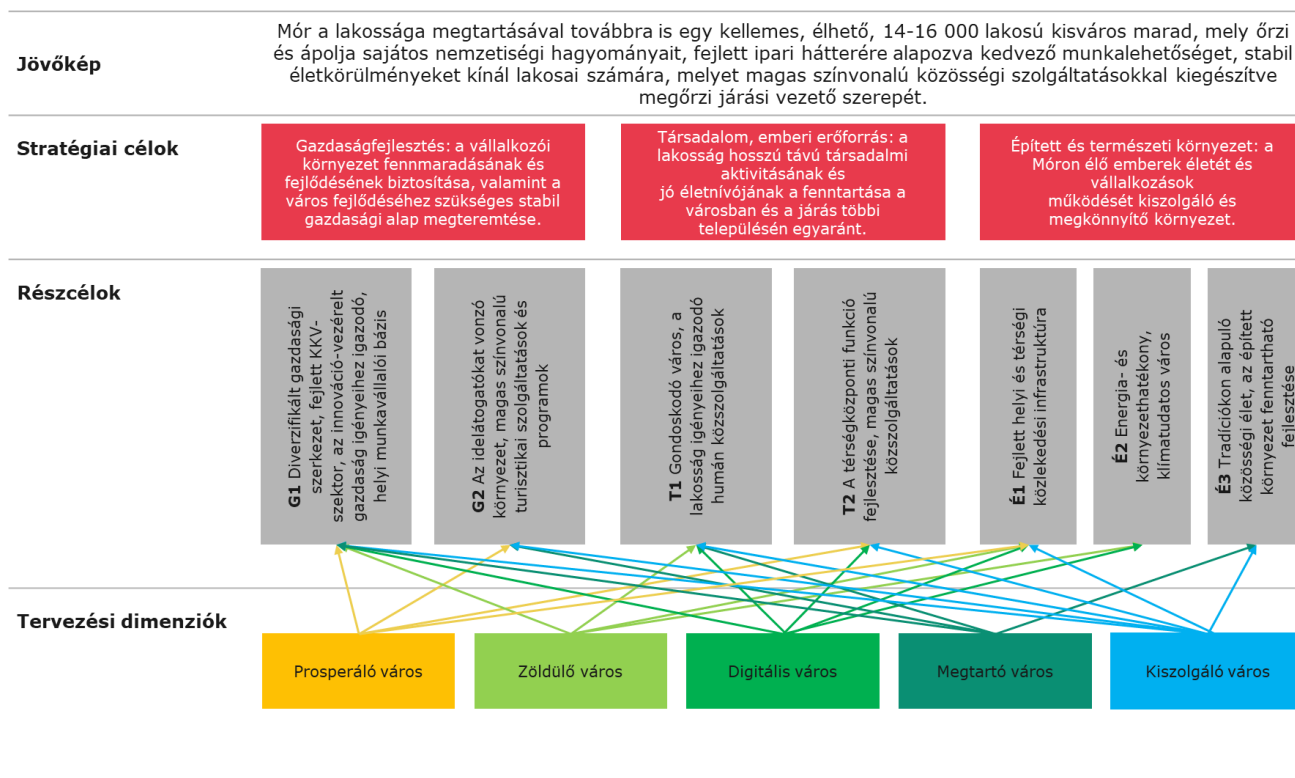 Jövőkép
Mór a lakossága megtartásával továbbra is egy kellemes, élhető, 14-16 000 lakosú kisváros marad, mely őrzi
és ápolja sajátos nemzetiségi hagyományait, fejlett ipari hátterére alapozva kedvező munkalehetőséget, stabil
életkörülményeket kínál lakosai számára, melyet magas színvonalú közösségi szolgáltatásokkal kiegészítve
megőrzi járási vezető szerepét.
Stratégiai célok
Gazdaságfejlesztés: a vállalkozói
környezet fennmaradásának és
fejlődésének biztosítása, valamint a
város fejlődéséhez szükséges stabil
gazdasági alap megteremtése.
Társadalom, emberi erőforrás: a
lakosság hosszú távú társadalmi
aktivitásának és
jó életnívójának a fenntartása a
városban és a járás többi
településén egyaránt.
Épített és természeti környezet: a
Móron élő emberek életét és
vállalkozások
működését kiszolgáló és
megkönnyítő környezet.
Részcélok
G1 Diverzifikált gazdasági
szerkezet, fejlett KKV-
szektor, az innováció-vezérelt
gazdaság igényeihez igazodó,
helyi munkavállalói bázis
G2 Az idelátogatókat vonzó
környezet, magas színvonalú
turisztikai szolgáltatások és
programok
T1 Gondoskodó város, a
lakosság igényeihez igazodó
humán közszolgáltatások
T2 A térségközponti funkció
fejlesztése, magas színvonalú
közszolgáltatások
É1 Fejlett helyi és térségi
közlekedési infrastruktúra
É2 Energia- és
környezethatékony,
klímatudatos város
É3 Tradíciókon alapuló
közösségi élet, az épített
környezet fenntartható
fejlesztése
Tervezési dimenziók
Prosperáló város
Zöldülő város
Digitális város
Megtartó város
Kiszolgáló város